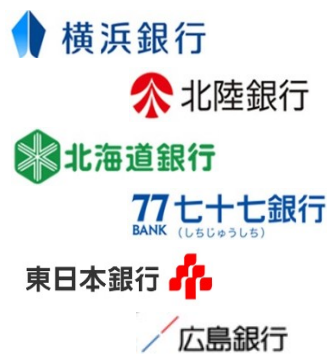 横浜銀行
北陸銀行
北海道銀行
77 七十七銀行
BANK (しちじゅうしち)
東日本銀行
広島銀行